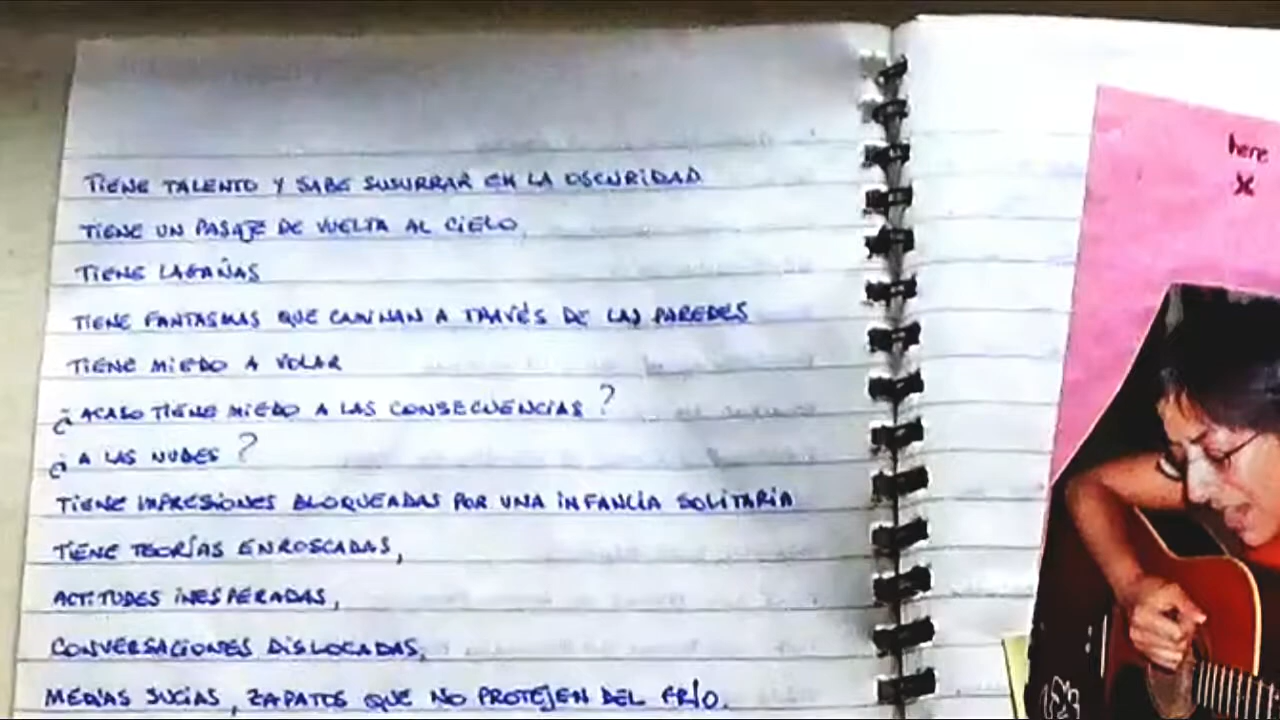 TIENE TALENTO Y SABE SUSURRAR EN LA OSCURIDAD
TIENE UN PASAJE DE VUELTA AL CIELO,
TIENE LAGAÑAS
TIENE FANTASMAS QUE CAMINAN A TRAVÉS DE LAS PAREDES
TIENE MIEDO A VOLAR
¿ACASO TIENE MIEDO A LAS CONSECUENCIAS?
¿A LAS NUBES?
TIENE IMPRESIONES BLOQUEADAS POR UNA INFANCIA SOLITARIA
TIENE TEORÍAS ENROSCADAS,
ACTITUDES INESPERADAS,
CONVERSACIONES DISLOCADAS,
MEDIAS SUCIAS, ZAPATOS QUE NO PROTEJEN DEL FRÍO.
here
X